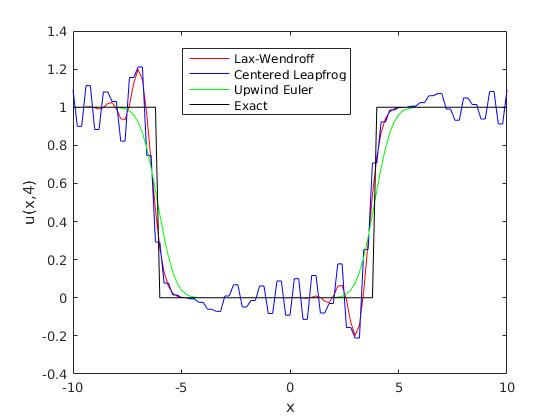 1.4
1.2
1
0.8
0.6
0.4
0.2
0
-0.2
-0.4
u(x,4)
Lax-Wendroff
Centered Leapfrog
Upwind Euler
Exact
-10 -5 0 5 10
x